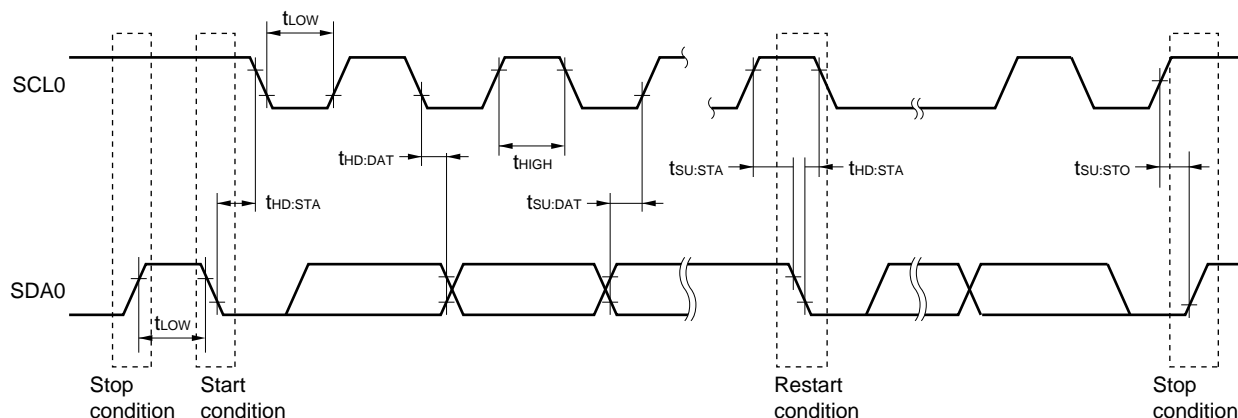 tLOW
SCL0
tHD:DAT
tHIGH
tSU:STA
tHD:STA
tSU:STO
tHD:STA
tSU:DAT
SDA0
tLOW
Stop
condition
Start
condition
Restart
condition
Stop
condition